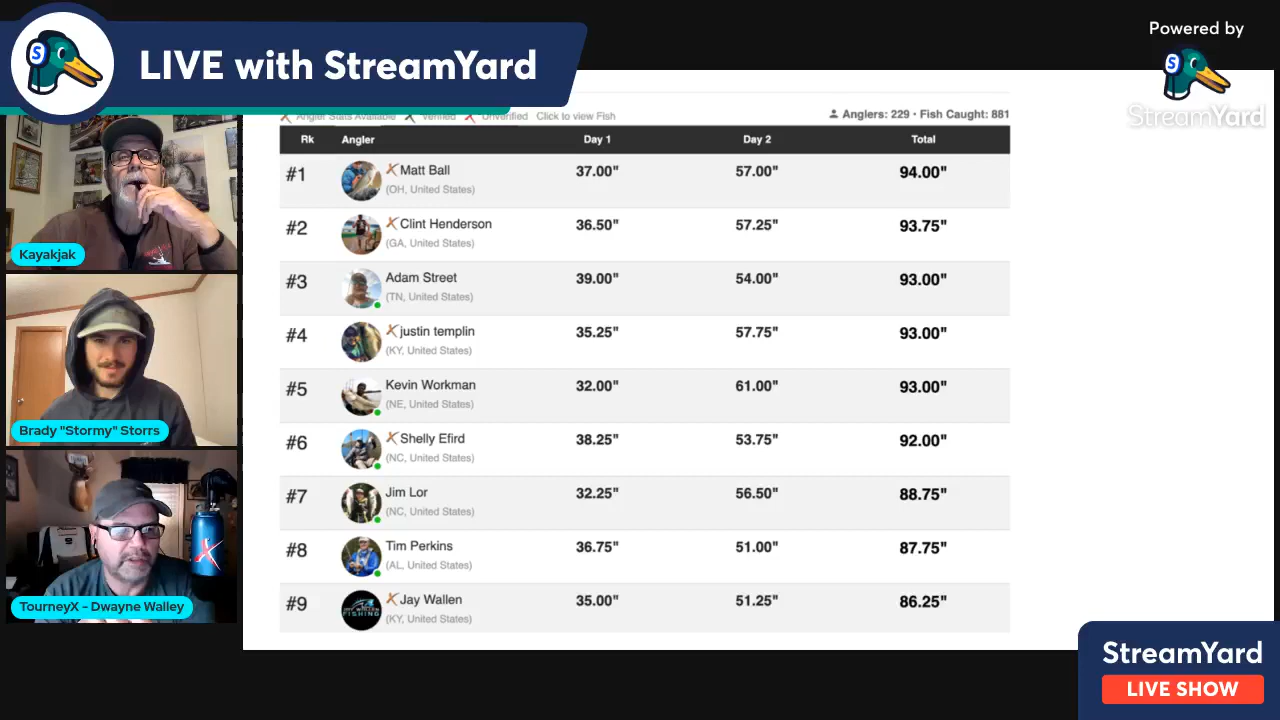 S
LIVE with StreamYard
Powered by
S
StreamYard
Angler Stats Available Verified Unverified Click to view Fish
Anglers: 229 • Fish Caught: 881
Rk Angler Day 1 Day 2 Total
#1 Matt Ball 37.00" 57.00" 94.00"
(OH, United States)
#2 Clint Henderson 36.50" 57.25" 93.75"
(GA, United States)
#3 Adam Street 39.00" 54.00" 93.00"
(TN, United States)
#4 justin templin 35.25" 57.75" 93.00"
(KY, United States)
#5 Kevin Workman 32.00" 61.00" 93.00"
(NE, United States)
#6 Shelly Efird 38.25" 53.75" 92.00"
(NC, United States)
#7 Jim Lor 32.25" 56.50" 88.75"
(NC, United States)
#8 Tim Perkins 36.75" 51.00" 87.75"
(AL, United States)
#9 Jay Wallen 35.00" 51.25" 86.25"
(KY, United States)
JAY WALLEN
FISHING
Kayakjak
Brady "Stormy" Storrs
TourneyX - Dwayne Walley
StreamYard
LIVE SHOW